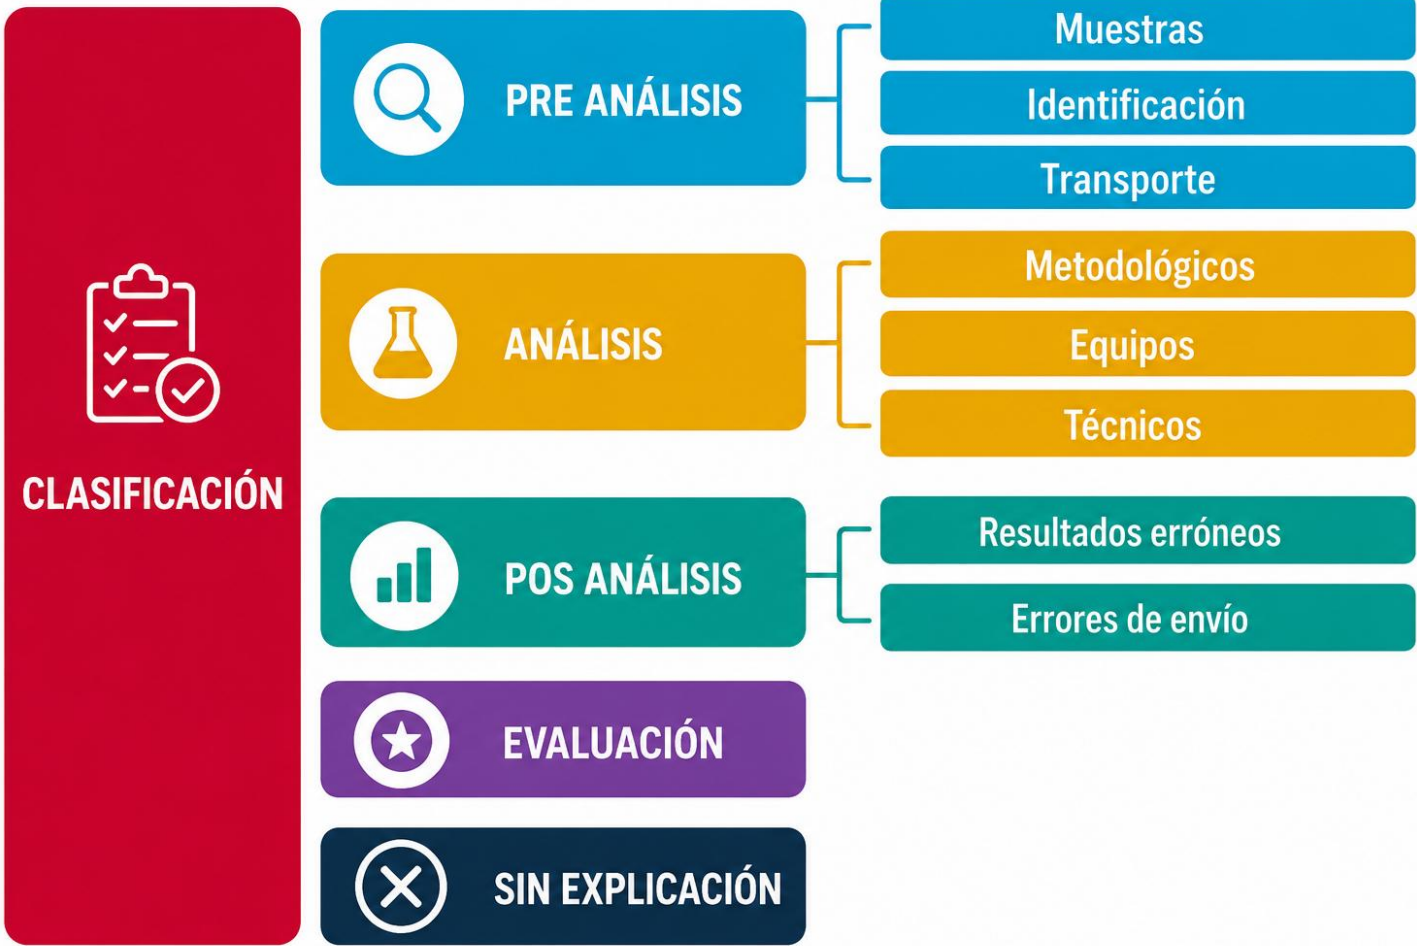 CLASIFICACIÓN
PRE ANÁLISIS
Muestras
Identificación
Transporte
ANÁLISIS
Metodológicos
Equipos
Técnicos
POS ANÁLISIS
Resultados erróneos
Errores de envío
EVALUACIÓN
SIN EXPLICACIÓN